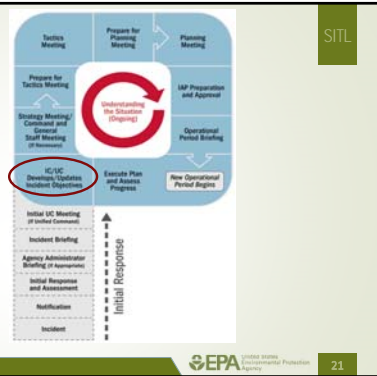 Tactics
Meeting
Prepare for
Planning
Meeting
Planning
Meeting
SITL
Prepare for
Tactics Meeting
Understanding
the Situation
(Ongoing)
IAP Preparation
and Approval
Strategy Meeting/
Command and
General
Staff Meeting
(If Necessary)
Operational
Period Briefing
IC/UC
Develops/Updates
Incident Objectives
Execute Plan
and Assess
Progress
New Operational
Period Begins
Initial UC Meeting
(If Unified Command)
Incident Briefing
Agency Administrator
Briefing (If Appropriate)
Initial Response
and Assessment
Notification
Incident
Initial Response
EPA
United States
Environmental Protection
Agency
21